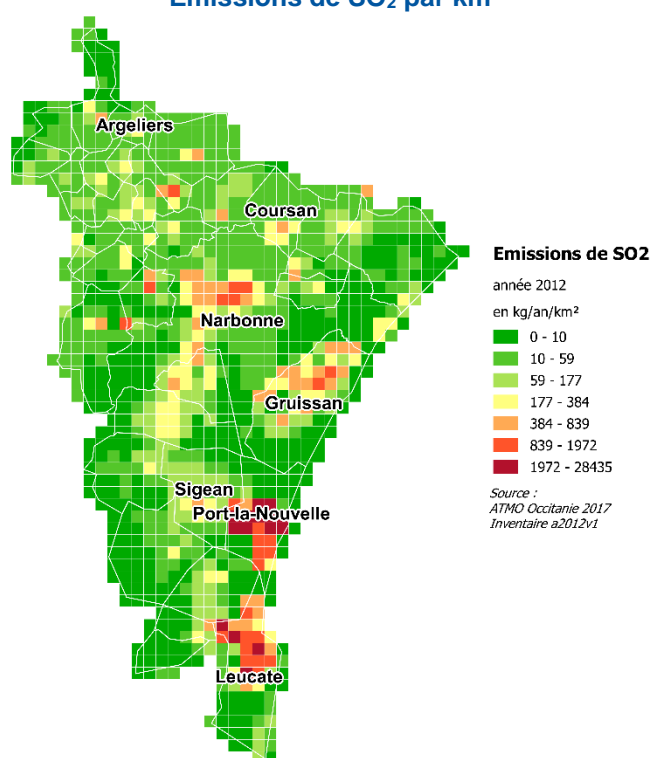 Emissions de SO2 par km
Argeliers
Coursan
Narbonne
Gruissan
Sigean
Port-la-Nouvelle
Leucate
Emissions de SO2
année 2012
en kg/an/km²
0 - 10
10 - 59
59 - 177
177 - 384
384 - 839
839 - 1972
1972 - 28435
Source :
ATMO Occitanie 2017
Inventaire a2012v1